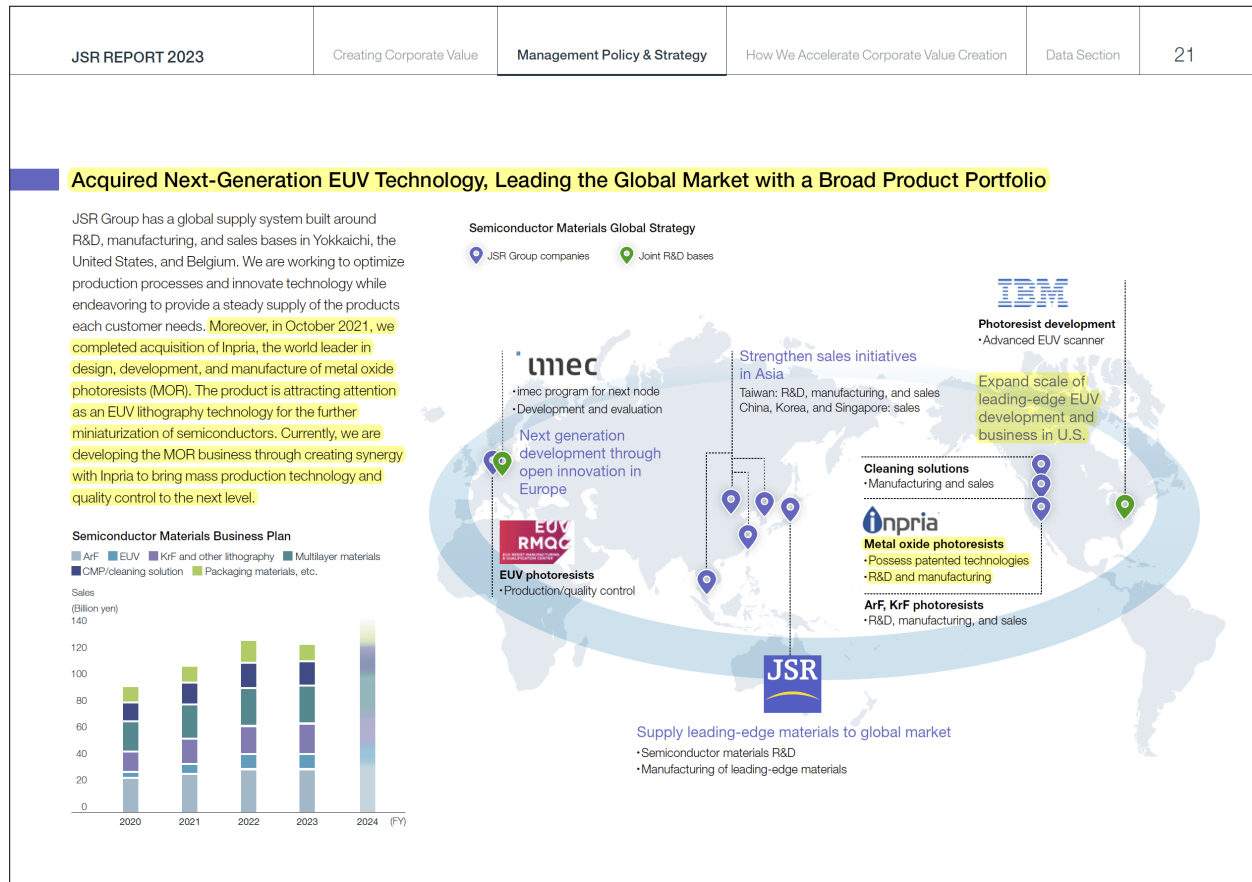 JSR REPORT 2023
Creating Corporate Value
Management Policy & Strategy
How We Accelerate Corporate Value Creation
Data Section
21
Acquired Next-Generation EUV Technology, Leading the Global Market with a Broad Product Portfolio
JSR Group has a global supply system built around
R&D, manufacturing, and sales bases in Yokkaichi, the
United States, and Belgium. We are working to optimize
production processes and innovate technology while
endeavoring to provide a steady supply of the products
each customer needs. Moreover, in October 2021, we
completed acquisition of Inpria, the world leader in
design, development, and manufacture of metal oxide
photoresists (MOR). The product is attracting attention
as an EUV lithography technology for the further
miniaturization of semiconductors. Currently, we are
developing the MOR business through creating synergy
with Inpria to bring mass production technology and
quality control to the next level.
Semiconductor Materials Business Plan
ArF EUV KrF and other lithography Multilayer materials
CMP/cleaning solution Packaging materials, etc.
Sales
(Billion yen)
140
120
100
80
60
40
20
0
2020 2021 2022 2023 2024 (FY)
Semiconductor Materials Global Strategy
JSR Group companies Joint R&D bases
imec
•imec program for next node
•Development and evaluation
Next generation
development through
open innovation in
Europe
EUV
RMQC
EUV RESIST MANUFACTURING
& QUALIFICATION CENTER
EUV photoresists
•Production/quality control
Strengthen sales initiatives
in Asia
Taiwan: R&D, manufacturing, and sales
China, Korea, and Singapore: sales
IBM
Photoresist development
•Advanced EUV scanner
Expand scale of
leading-edge EUV
development and
business in U.S.
Cleaning solutions
•Manufacturing and sales
inpria
Metal oxide photoresists
•Possess patented technologies
•R&D and manufacturing
ArF, KrF photoresists
•R&D, manufacturing, and sales
JSR
Supply leading-edge materials to global market
•Semiconductor materials R&D
•Manufacturing of leading-edge materials